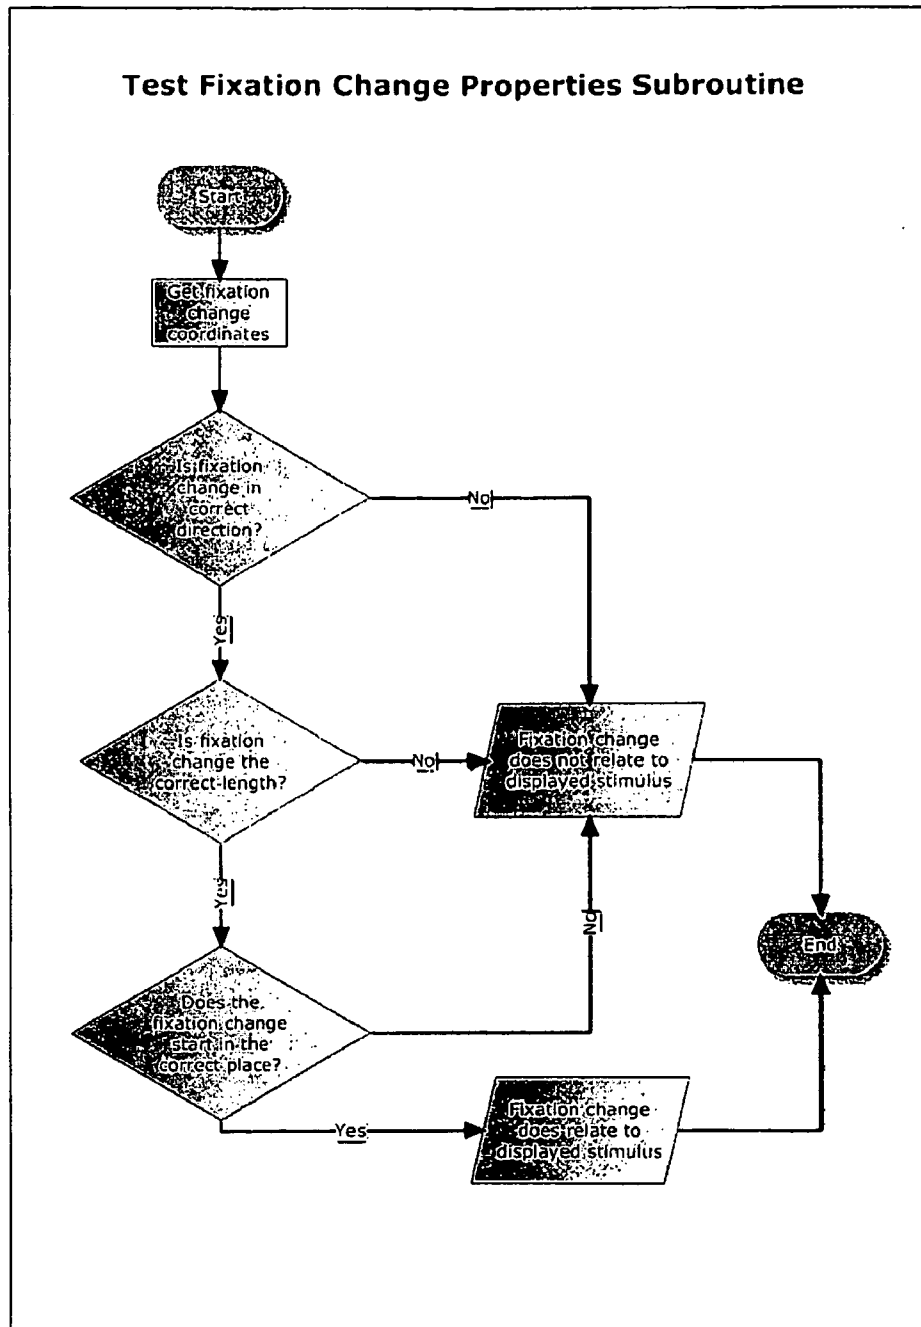 Test Fixation Change Properties Subroutine
Start
Get fixation
change
coordinates
Is fixation
change in
correct
direction?
No
Yes
Is fixation
change the
correct length?
No
Fixation change
does not relate to
displayed stimulus
Yes
No
End
Does the
fixation change
start in the
correct place?
Yes
Fixation change
does relate to
displayed stimulus